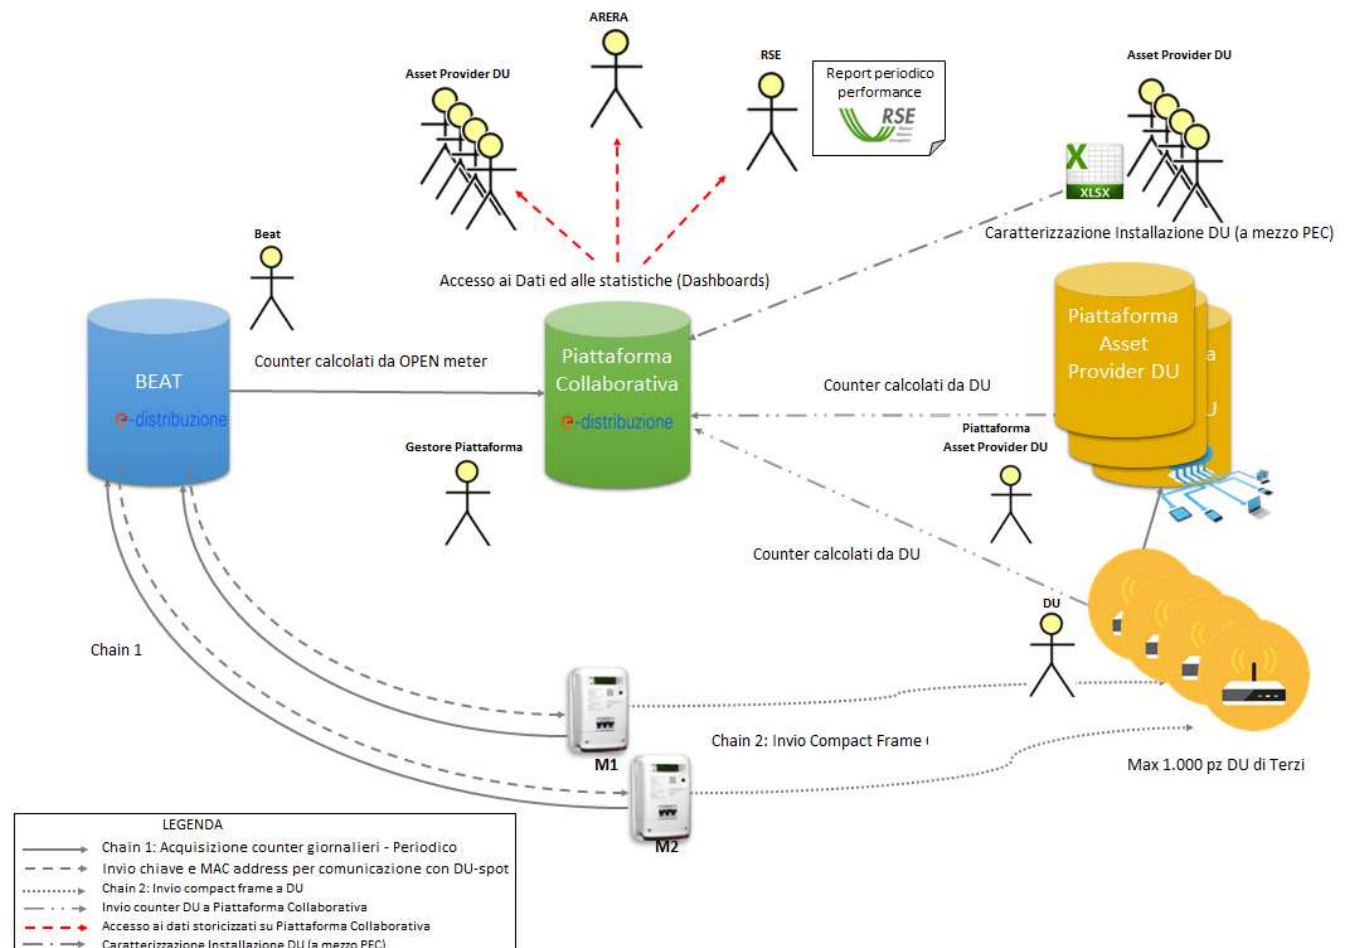 ARERA
RSE
Asset Provider DU
Report periodico
performance
RSE
Asset Provider DU
XLSX
Caratterizzazione Installazione DU (a mezzo PEC)
Beat
Accesso ai Dati ed alle statistiche (Dashboards)
BEAT
e-distribuzione
Counter calcolati da OPEN meter
Piattaforma
Collaborativa
e-distribuzione
Piattaforma
Asset
Provider DU
a
U
Counter calcolati da DU
Gestore Piattaforma
Piattaforma
Asset Provider DU
Counter calcolati da DU
DU
Chain 1
Chain 2: Invio Compact Frame
M1
M2
Max 1.000 pz DU di Terzi
LEGENDA
Chain 1: Acquisizione counter giornalieri - Periodico
Invio chiave e MAC address per comunicazione con DU-spot
Chain 2: Invio compact frame a DU
Invio counter DU a Piattaforma Collaborativa
Accesso ai dati storicizzati su Piattaforma Collaborativa
Caratterizzazione Installazione DU (a mezzo PEC)